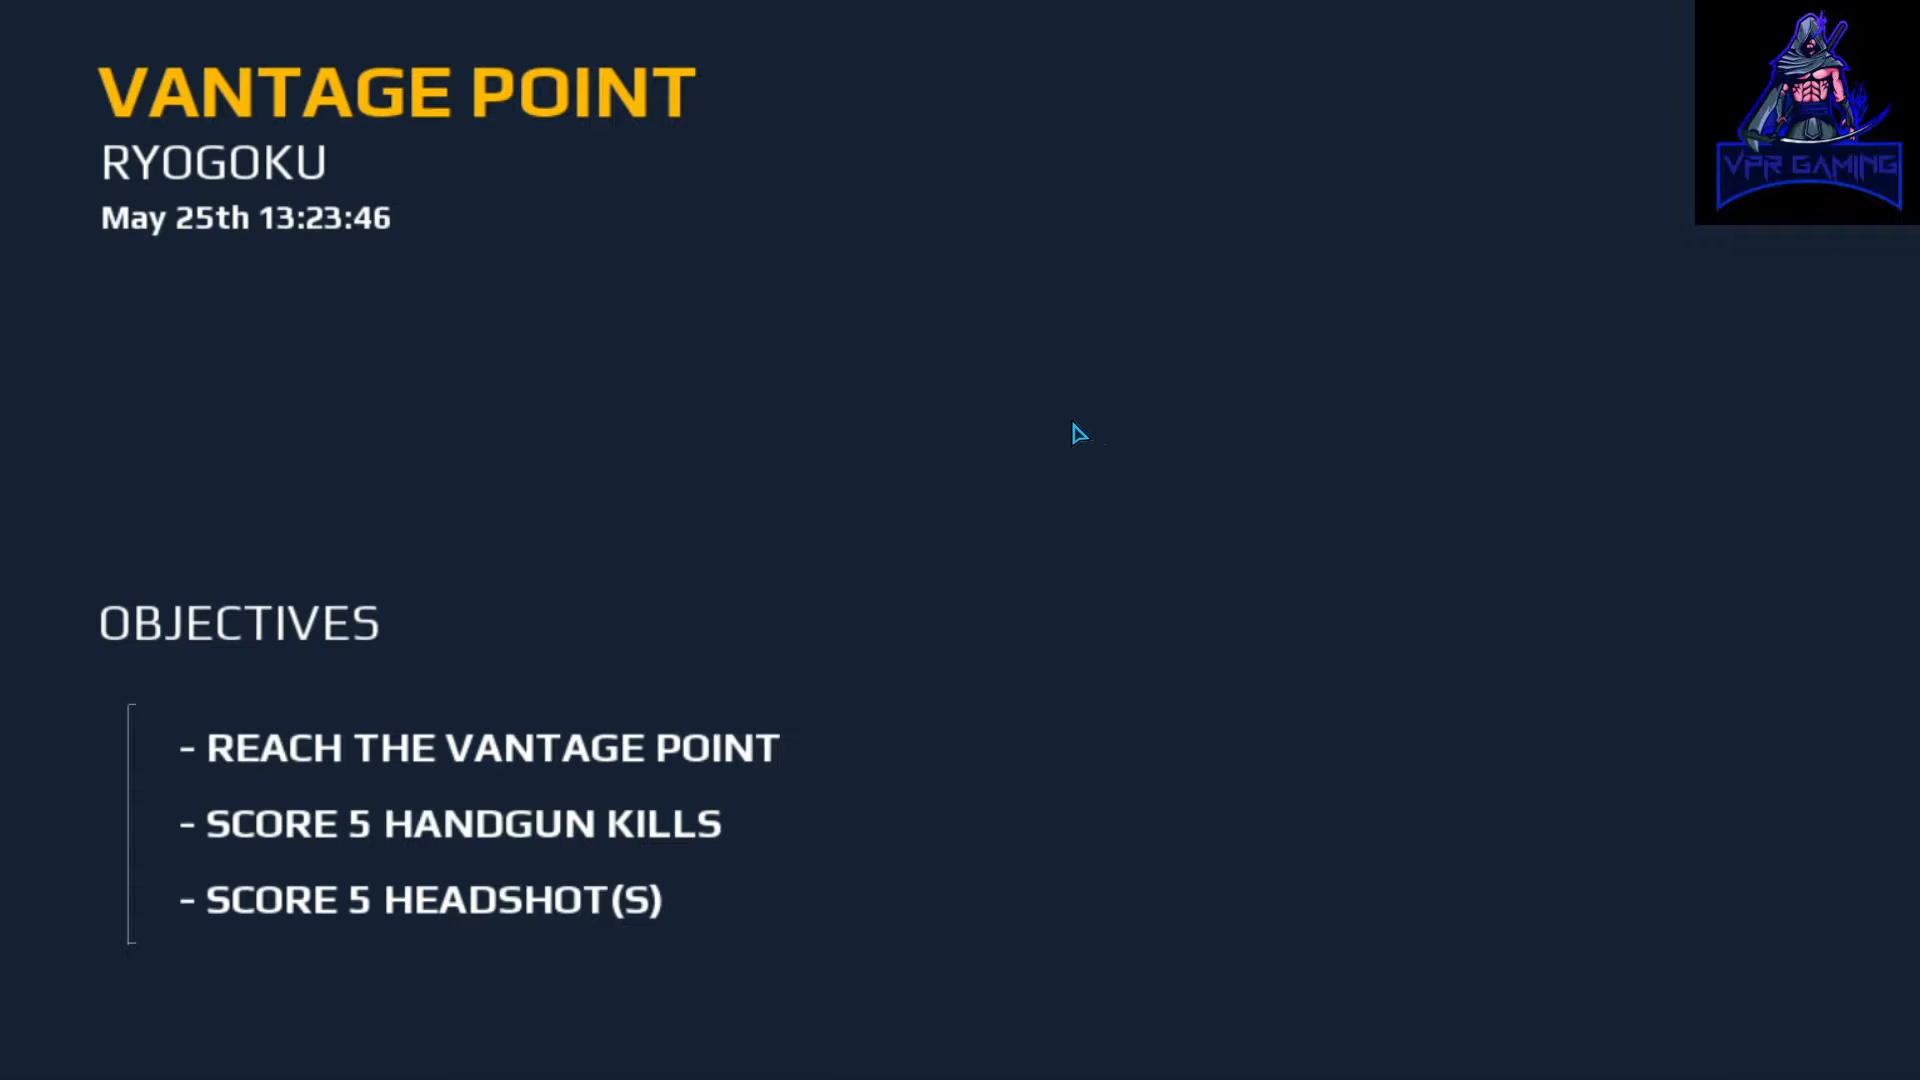 VANTAGE POINT
RYOGOKU
May 25th 13:23:46
VPR GAMING
OBJECTIVES
- REACH THE VANTAGE POINT
- SCORE 5 HANDGUN KILLS
- SCORE 5 HEADSHOT(S)